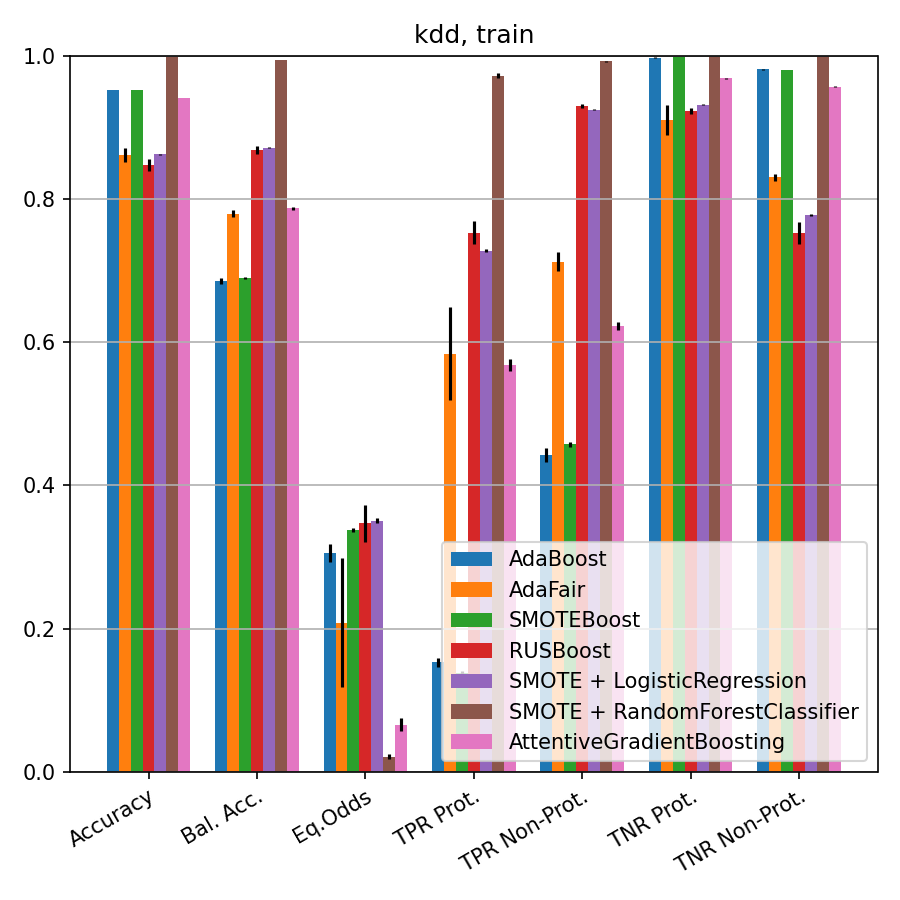 kdd, train
1.0
0.8
0.6
0.4
0.2
0.0
AdaBoost
AdaFair
SMOTEBoost
RUSBoost
SMOTE + LogisticRegression
SMOTE + RandomForestClassifier
AttentiveGradientBoosting
Accuracy
Bal. Acc.
Eq.Odds
TPR Prot.
TPR Non-Prot.
TNR Prot.
TNR Non-Prot.